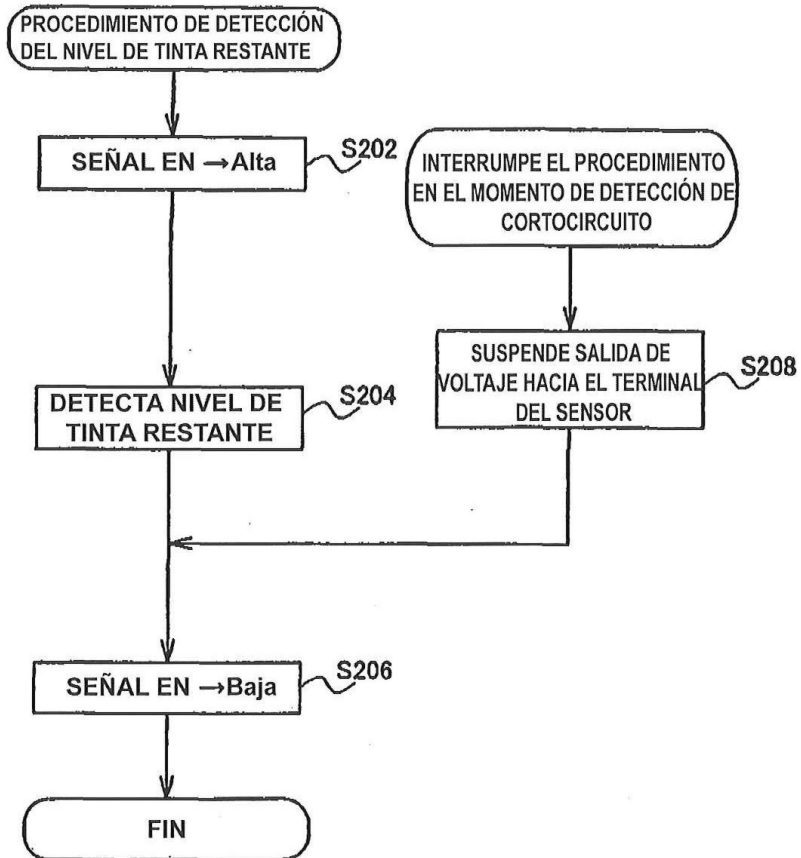 PROCEDIMIENTO DE DETECCIÓN
DEL NIVEL DE TINTA RESTANTE
SEÑAL EN →Alta
S202
INTERRUMPE EL PROCEDIMIENTO
EN EL MOMENTO DE DETECCIÓN DE
CORTOCIRCUITO
SUSPENDE SALIDA DE
VOLTAJE HACIA EL TERMINAL
DEL SENSOR
S208
DETECTA NIVEL DE
TINTA RESTANTE
S204
SEÑAL EN →Baja
S206
FIN